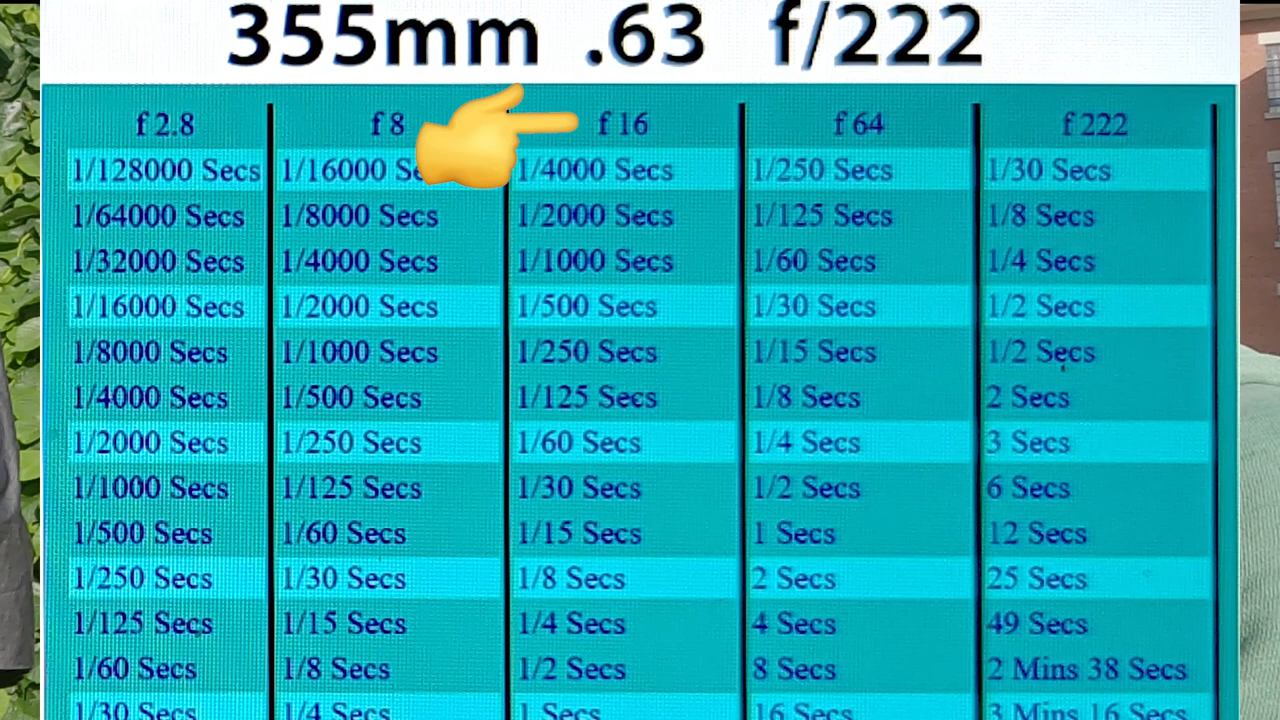 355mm .63 f/222
f 2.8 f 8 f 16 f 64 f 222
1/128000 Secs 1/16000 1/4000 Secs 1/250 Secs 1/30 Secs
1/64000 Secs 1/8000 Secs 1/2000 Secs 1/125 Secs 1/8 Secs
1/32000 Secs 1/4000 Secs 1/1000 Secs 1/60 Secs 1/4 Secs
1/16000 Secs 1/2000 Secs 1/500 Secs 1/30 Secs 1/2 Secs
1/8000 Secs 1/1000 Secs 1/250 Secs 1/15 Secs 1/2 Secs
1/4000 Secs 1/500 Secs 1/125 Secs 1/8 Secs 2 Secs
1/2000 Secs 1/250 Secs 1/60 Secs 1/4 Secs 3 Secs
1/1000 Secs 1/125 Secs 1/30 Secs 1/2 Secs 6 Secs
1/500 Secs 1/60 Secs 1/15 Secs 1 Secs 12 Secs
1/250 Secs 1/30 Secs 1/8 Secs 2 Secs 25 Secs
1/125 Secs 1/15 Secs 1/4 Secs 4 Secs 49 Secs
1/60 Secs 1/8 Secs 1/2 Secs 8 Secs 2 Mins 38 Secs
1/30 Secs 1/4 Secs 1 Secs 16 Secs 3 Mins 16 Secs